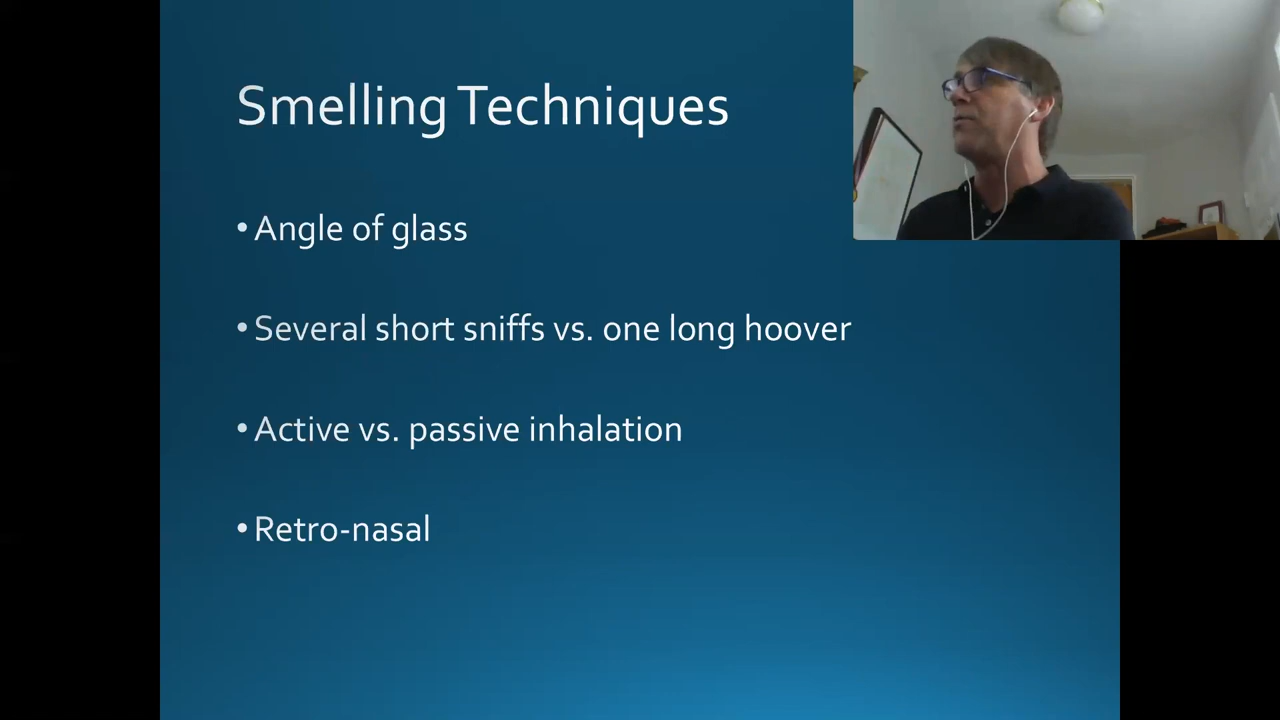 Smelling Techniques
• Angle of glass
• Several short sniffs vs. one long hoover
• Active vs. passive inhalation
• Retro-nasal